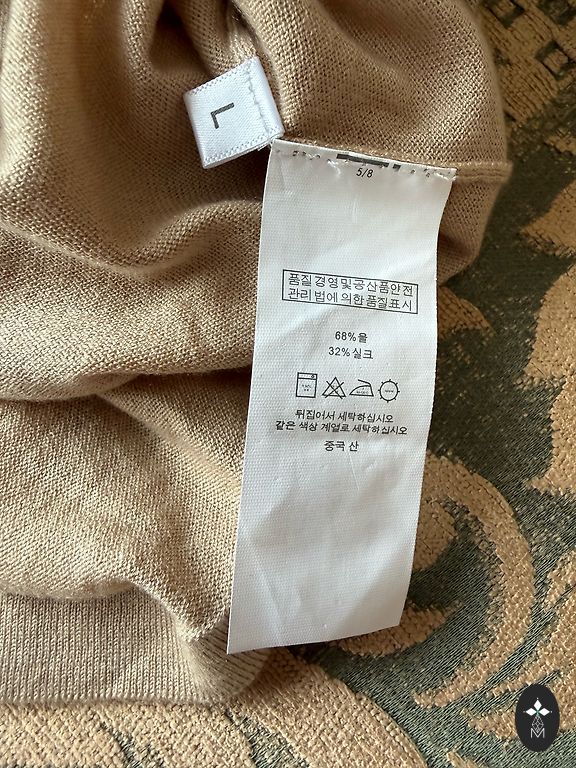 L
5/8
품질경영및공산품안전
관리법에의한품질표시
68%울
32%실크
뒤집어서 세탁하십시오
같은 색상 계열로 세탁하십시오
중국 산
M